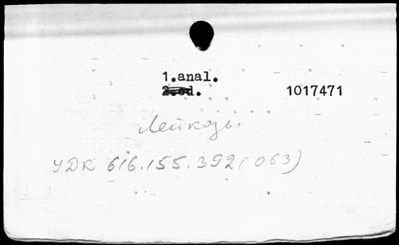 1.anal.
2.ed. 1017471
Лейкозы
УДК 616.155.392(063)